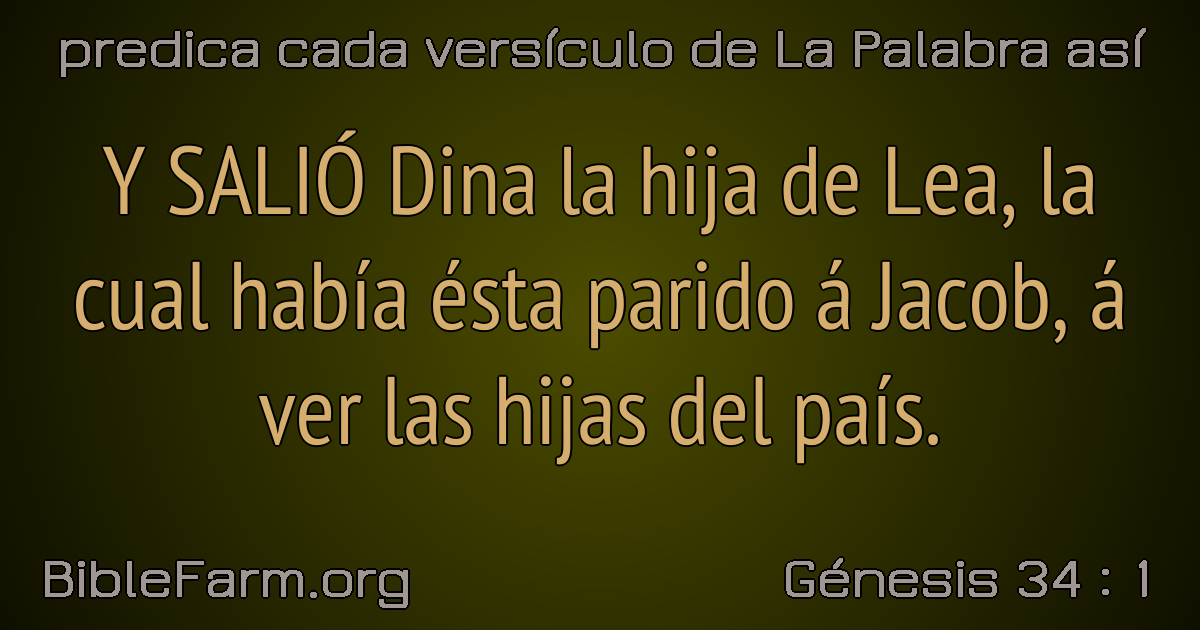 predica cada versículo de La Palabra así
Y SALIÓ Dina la hija de Lea, la
cual había ésta parido á Jacob, á
ver las hijas del país.
BibleFarm.org
Génesis 34 : 1